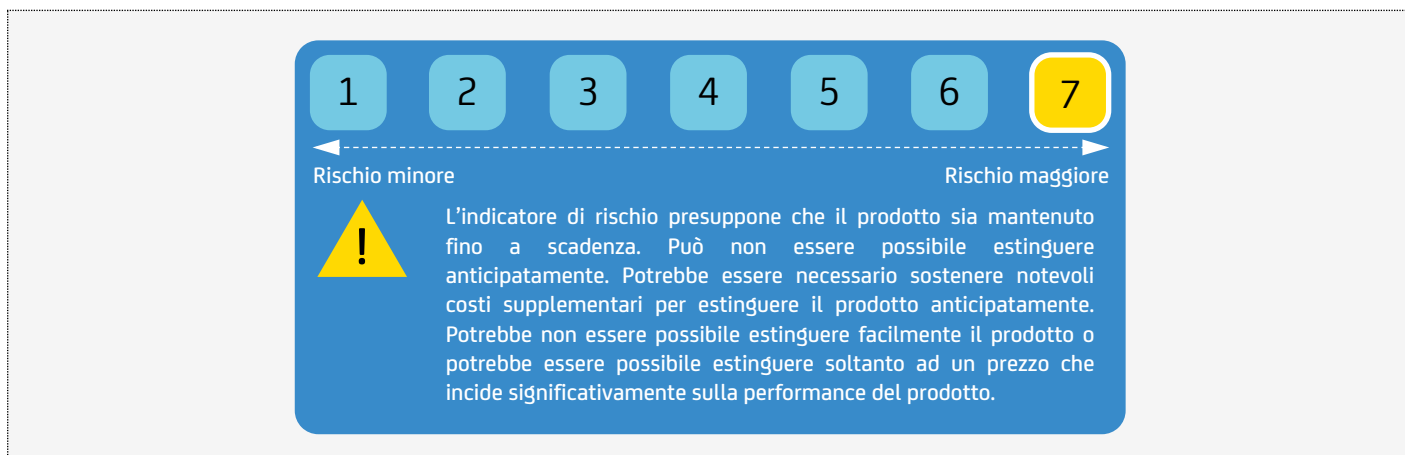 1 2 3 4 5 6 7
Rischio minore Rischio maggiore
!
L’indicatore di rischio presuppone che il prodotto sia mantenuto
fino a scadenza. Può non essere possibile estinguere
anticipatamente. Potrebbe essere necessario sostenere notevoli
costi supplementari per estinguere il prodotto anticipatamente.
Potrebbe non essere possibile estinguere facilmente il prodotto o
potrebbe essere possibile estinguere soltanto ad un prezzo che
incide significativamente sulla performance del prodotto.